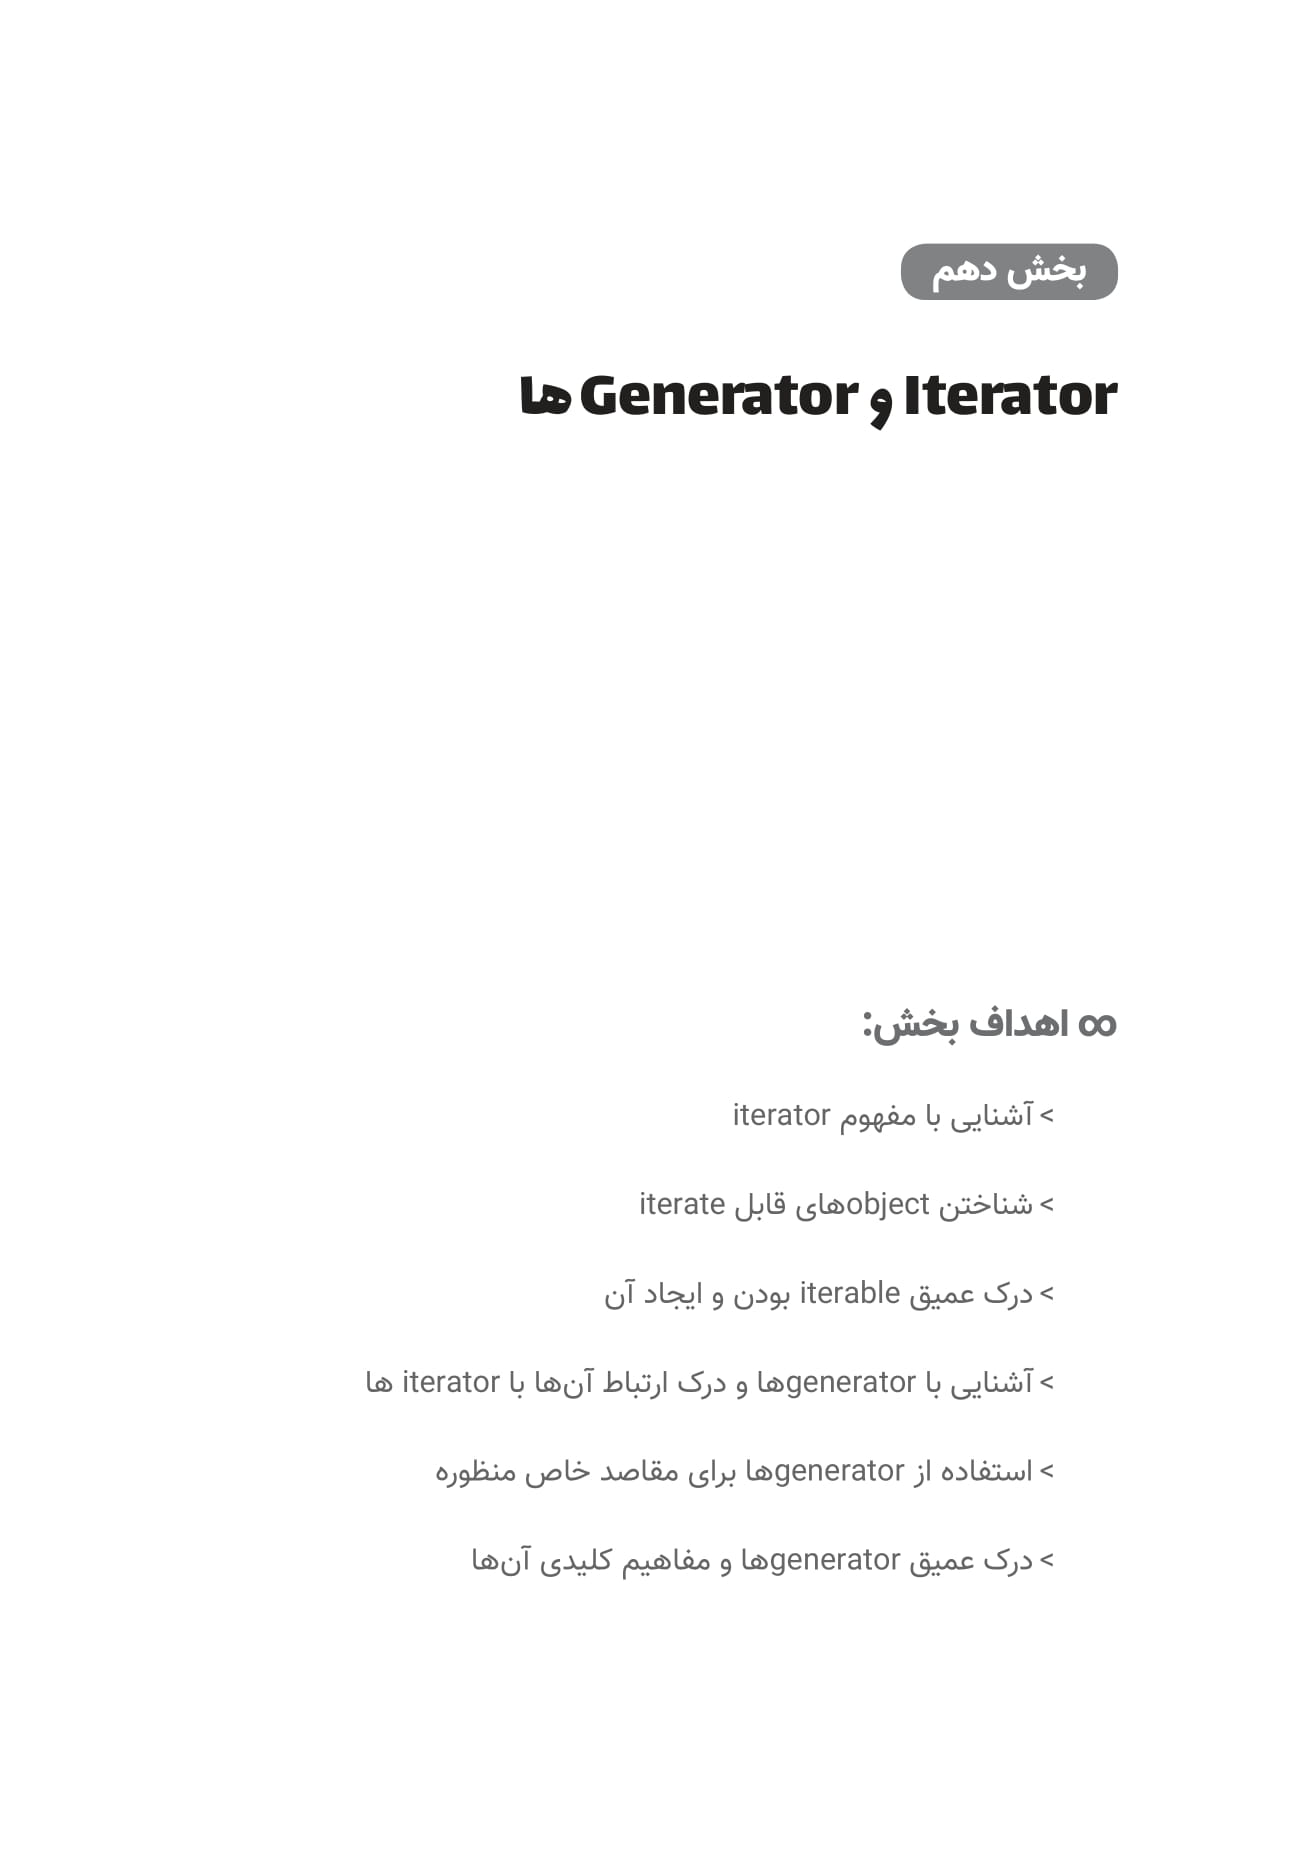 بخش دهم
Iterator و Generator ها
∞ اهداف بخش:
> آشنایی با مفهوم iterator
> شناختن objectهای قابل iterate
> درک عمیق iterable بودن و ایجاد آن
> آشنایی با generatorها و درک ارتباط آن‌ها با iterator ها
> استفاده از generatorها برای مقاصد خاص منظوره
> درک عمیق generatorها و مفاهیم کلیدی آن‌ها